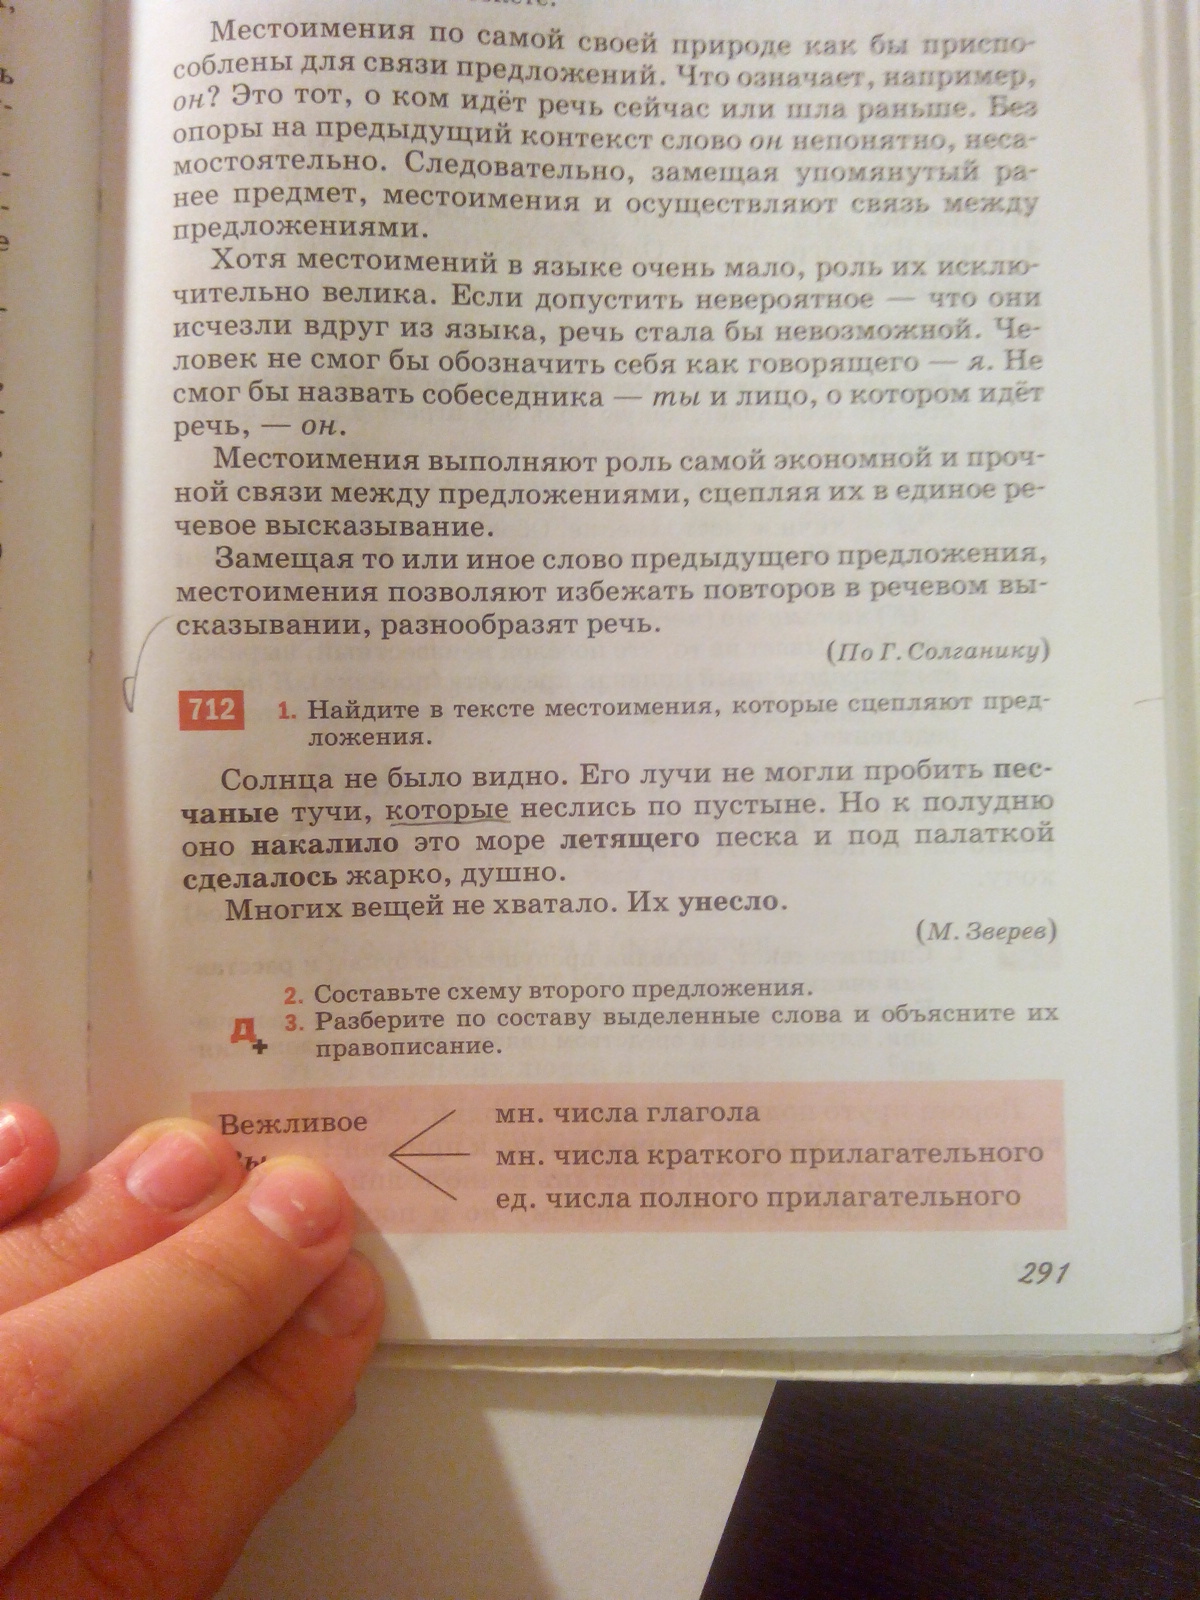 Местоимения по самой своей природе как бы приспо-
соблены для связи предложений. Что означает, например,
он? Это тот, о ком идёт речь сейчас или шла раньше. Без
опоры на предыдущий контекст слово он непонятно, неса-
мостоятельно. Следовательно, замещая упомянутый ра-
нее предмет, местоимения и осуществляют связь между
предложениями.
Хотя местоимений в языке очень мало, роль их исклю-
чительно велика. Если допустить невероятное — что они
исчезли вдруг из языка, речь стала бы невозможной. Че-
ловек не смог бы обозначить себя как говорящего — я. Не
смог бы назвать собеседника — ты и лицо, о котором идёт
речь, — он.
Местоимения выполняют роль самой экономной и проч-
ной связи между предложениями, сцепляя их в единое ре-
чевое высказывание.
Замещая то или иное слово предыдущего предложения,
местоимения позволяют избежать повторов в речевом вы-
сказывании, разнообразят речь.
(По Г. Солганику)
712 1. Найдите в тексте местоимения, которые сцепляют пред-
ложения.
Солнца не было видно. Его лучи не могли пробить пес-
чаные тучи, которые неслись по пустыне. Но к полудню
оно накалило это море летящего песка и под палаткой
сделалось жарко, душно.
Многих вещей не хватало. Их унесло.
(М. Зверев)
2. Составьте схему второго предложения.
Д+ 3. Разберите по составу выделенные слова и объясните их
правописание.
Вежливое
мн. числа глагола
мн. числа краткого прилагательного
ед. числа полного прилагательного
291